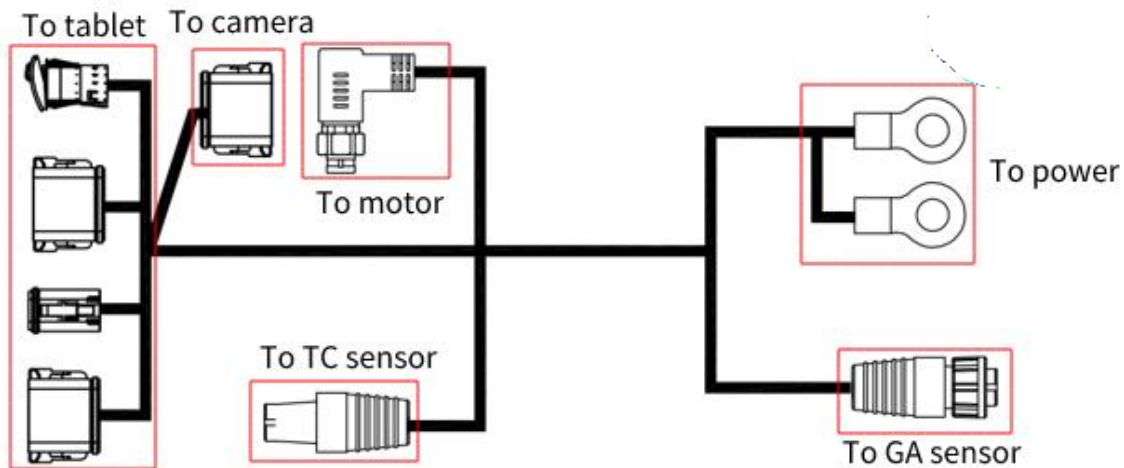 To tablet
To camera
To motor
To power
To TC sensor
To GA sensor